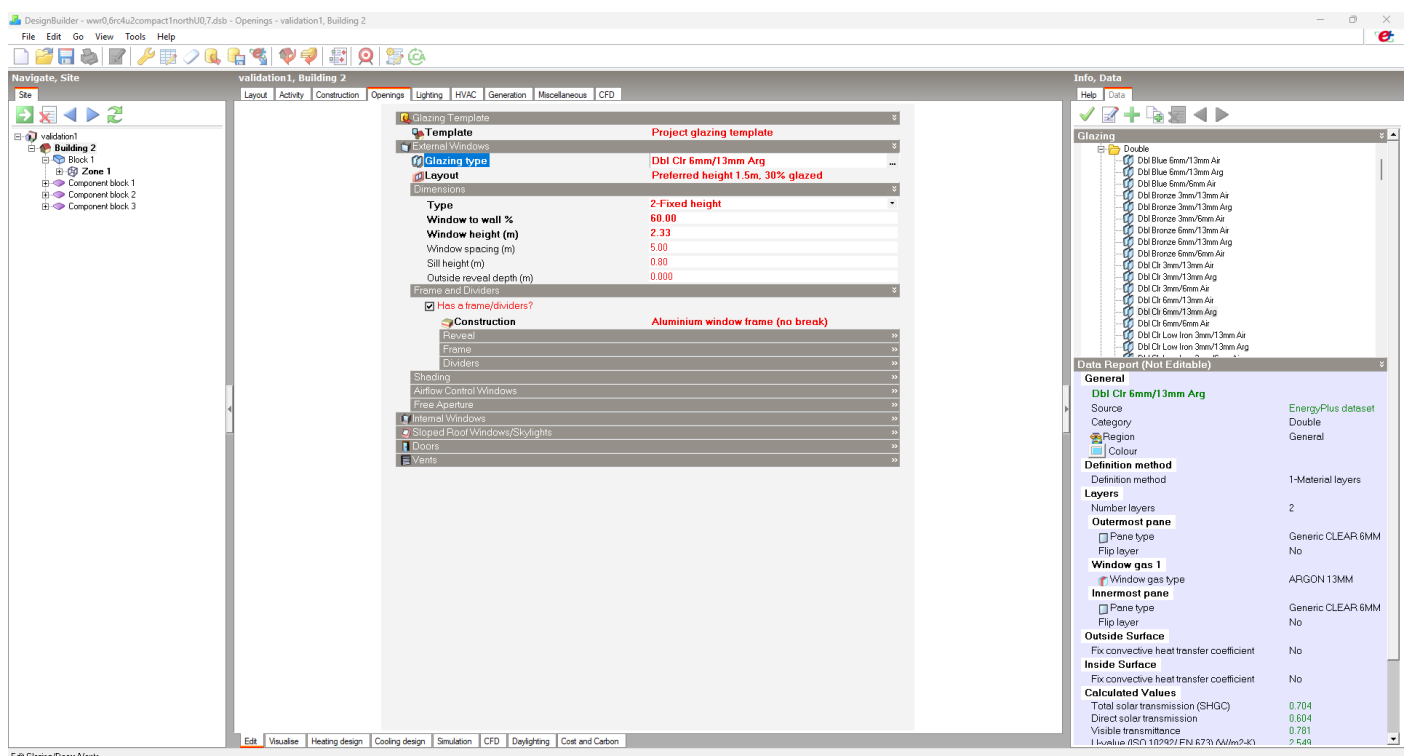 DesignBuilder - wwr0,6rc4u2compact1northU0,7.dsb - Openings - validation1, Building 2
File Edit Go View Tools Help
Navigate, Site
Site
validation1
Building 2
Block 1
Zone 1
Component block 1
Component block 2
Component block 3
validation1, Building 2
Layout Activity Construction Openings Lighting HVAC Generation Miscellaneous CFD
Glazing Template
Template Project glazing template
External Windows
Glazing type Dbl Clr 6mm/13mm Arg ...
Layout Preferred height 1.5m, 30% glazed
Dimensions
Type 2-Fixed height
Window to wall % 60.00
Window height (m) 2.33
Window spacing (m) 5.00
Sill height (m) 0.80
Outside reveal depth (m) 0.000
Frame and Dividers
Has a frame/dividers?
Construction Aluminium window frame (no break)
Reveal
Frame
Dividers
Shading
Airflow Control Windows
Free Aperture
Internal Windows
Sloped Roof Windows/Skylights
Doors
Vents
Edit Visualise Heating design Cooling design Simulation CFD Daylighting Cost and Carbon
Info, Data
Help Data
Glazing
Double
Dbl Blue 6mm/13mm Air
Dbl Blue 6mm/13mm Arg
Dbl Blue 6mm/6mm Air
Dbl Bronze 3mm/13mm Air
Dbl Bronze 3mm/13mm Arg
Dbl Bronze 3mm/6mm Air
Dbl Bronze 6mm/13mm Air
Dbl Bronze 6mm/13mm Arg
Dbl Bronze 6mm/6mm Air
Dbl Clr 3mm/13mm Air
Dbl Clr 3mm/13mm Arg
Dbl Clr 3mm/6mm Air
Dbl Clr 6mm/13mm Air
Dbl Clr 6mm/13mm Arg
Dbl Clr 6mm/6mm Air
Dbl Clr Low Iron 3mm/13mm Air
Dbl Clr Low Iron 3mm/13mm Arg
Data Report (Not Editable)
General
Dbl Clr 6mm/13mm Arg
Source EnergyPlus dataset
Category Double
Region General
Colour
Definition method
Definition method 1-Material layers
Layers
Number layers 2
Outermost pane
Pane type Generic CLEAR 6MM
Flip layer No
Window gas 1
Window gas type ARGON 13MM
Innermost pane
Pane type Generic CLEAR 6MM
Flip layer No
Outside Surface
Fix convective heat transfer coefficient No
Inside Surface
Fix convective heat transfer coefficient No
Calculated Values
Total solar transmission (SHGC) 0.704
Direct solar transmission 0.604
Visible transmittance 0.781
U-value (ISO 10292/ EN 673) (W/m2-K) 2.549